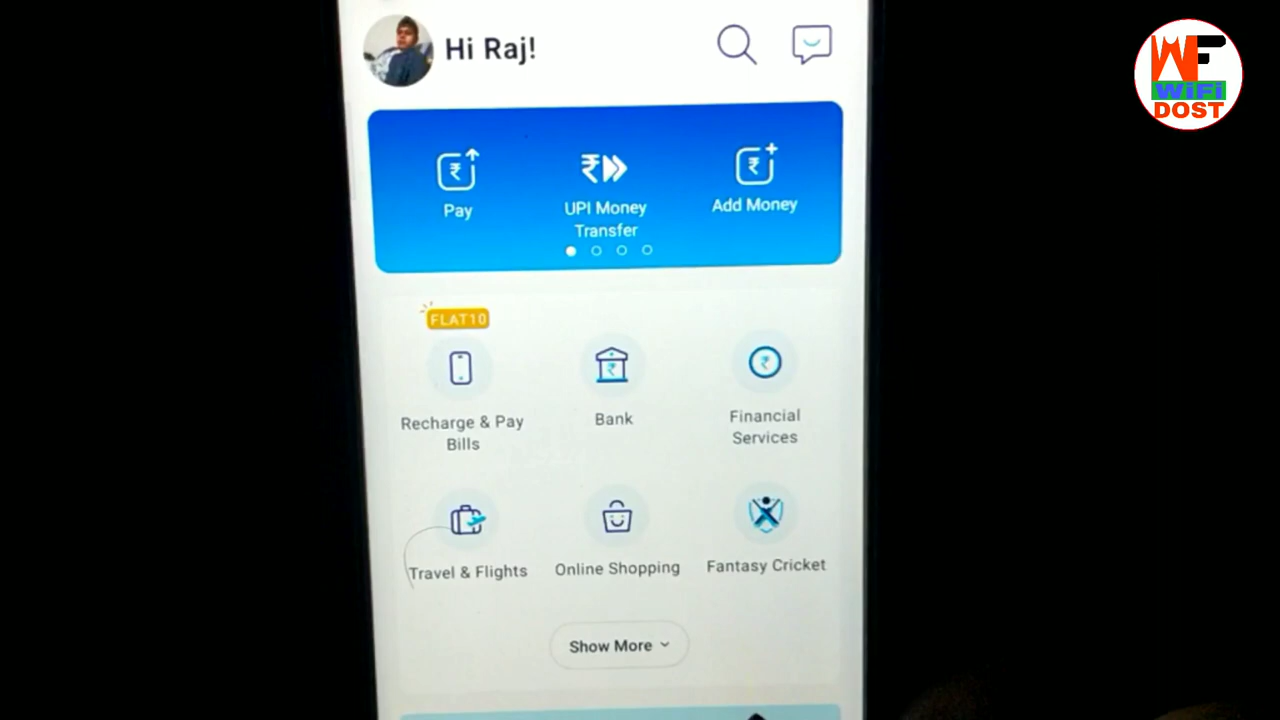 Hi Raj!
WF
WiFi
DOST
Pay
UPI Money
Transfer
Add Money
FLAT10
Recharge & Pay
Bills
Bank
Financial
Services
Travel & Flights
Online Shopping
Fantasy Cricket
Show More